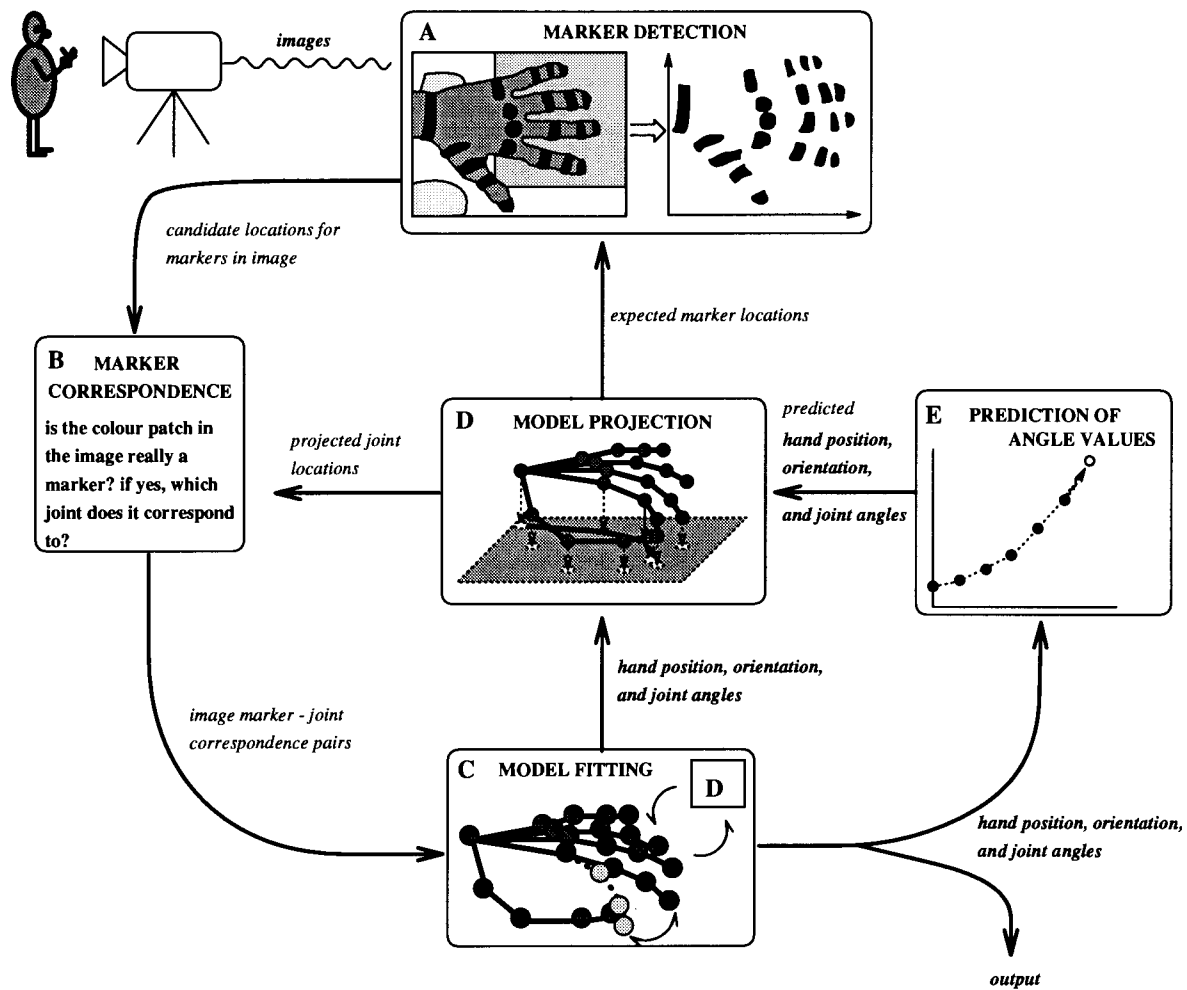 images
A MARKER DETECTION
candidate locations for
markers in image
expected marker locations
B MARKER
CORRESPONDENCE
is the colour patch in
the image really a
marker? if yes, which
joint does it correspond
to?
projected joint
locations
D MODEL PROJECTION
predicted
hand position,
orientation,
and joint angles
E PREDICTION OF
ANGLE VALUES
hand position, orientation,
and joint angles
image marker - joint
correspondence pairs
C MODEL FITTING
D
hand position, orientation,
and joint angles
output